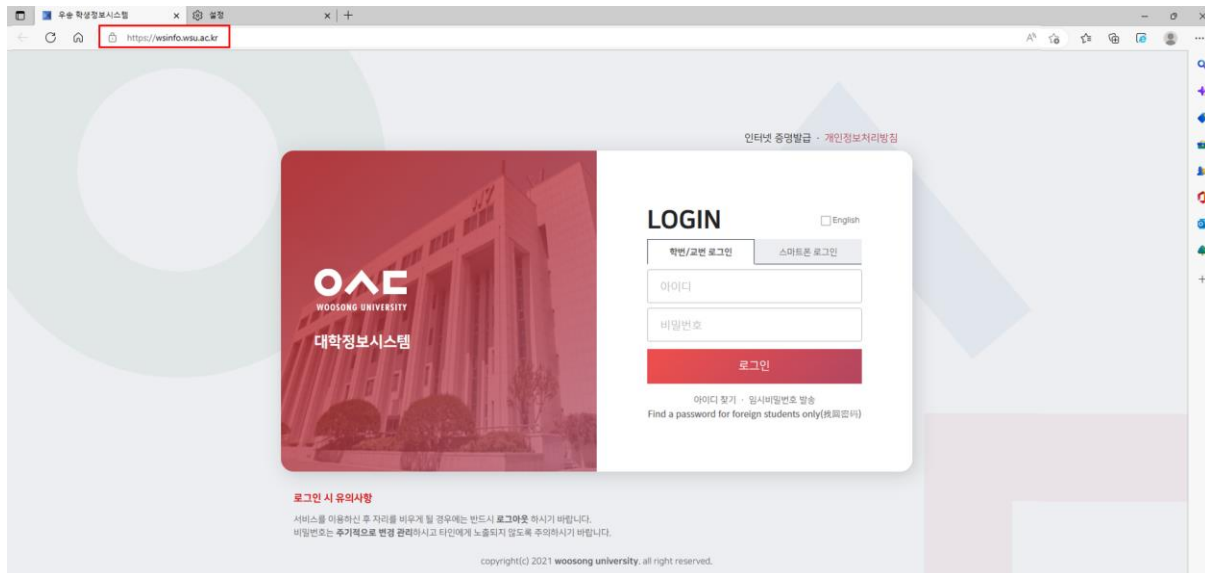 우송 학생정보시스템
설정
https://wsinfo.wsu.ac.kr
인터넷 증명발급 · 개인정보처리방침
LOGIN
English
학번/교번 로그인
스마트폰 로그인
아이디
비밀번호
로그인
아이디 찾기 · 임시비밀번호 발송
Find a password for foreign students only(找回密码)
WOOSONG UNIVERSITY
대학정보시스템
로그인 시 유의사항
서비스를 이용하신 후 자리를 비우게 될 경우에는 반드시 로그아웃 하시기 바랍니다.
비밀번호는 주기적으로 변경 관리하시고 타인에게 노출되지 않도록 주의하시기 바랍니다.
copyright(c) 2021 woosong university. all right reserved.